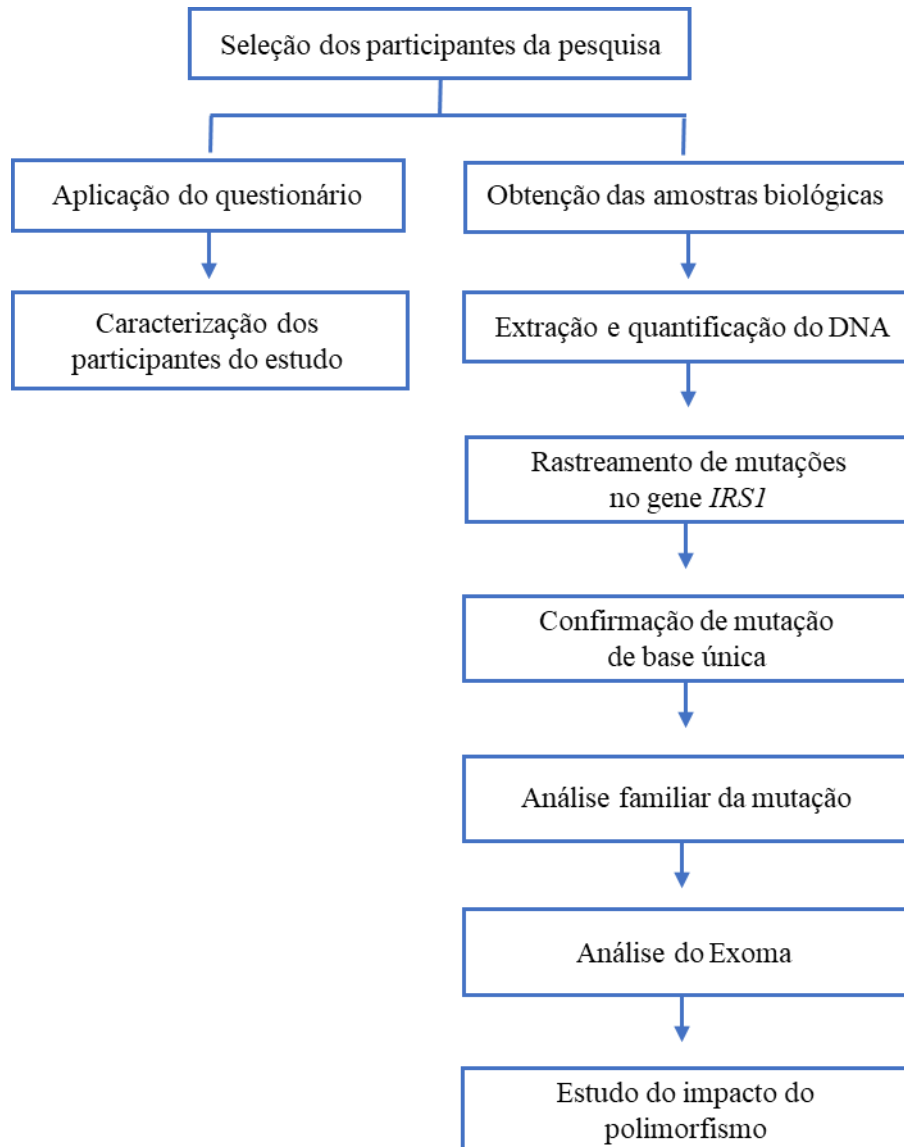 Seleção dos participantes da pesquisa
Aplicação do questionário
Obtenção das amostras biológicas
Caracterização dos
participantes do estudo
Extração e quantificação do DNA
Rastreamento de mutações
no gene IRS1
Confirmação de mutação
de base única
Análise familiar da mutação
Análise do Exoma
Estudo do impacto do
polimorfismo